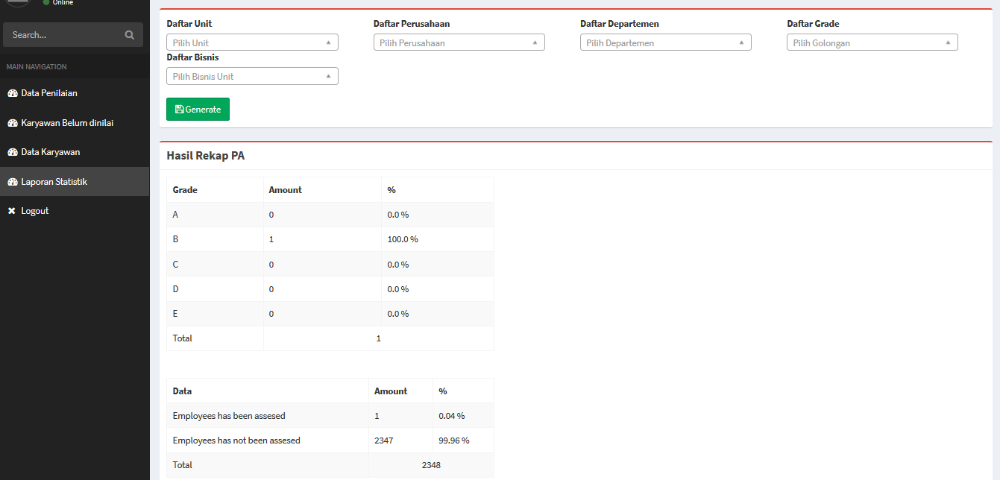 Online
Search...
MAIN NAVIGATION
Data Penilaian
Karyawan Belum dinilai
Data Karyawan
Laporan Statistik
Logout
Daftar Unit Daftar Perusahaan Daftar Departemen Daftar Grade
Pilih Unit Pilih Perusahaan Pilih Departemen Pilih Golongan
Daftar Bisnis
Pilih Bisnis Unit
Generate
Hasil Rekap PA
Grade Amount %
A 0 0.0 %
B 1 100.0 %
C 0 0.0 %
D 0 0.0 %
E 0 0.0 %
Total 1
Data Amount %
Employees has been assesed 1 0.04 %
Employees has not been assesed 2347 99.96 %
Total 2348